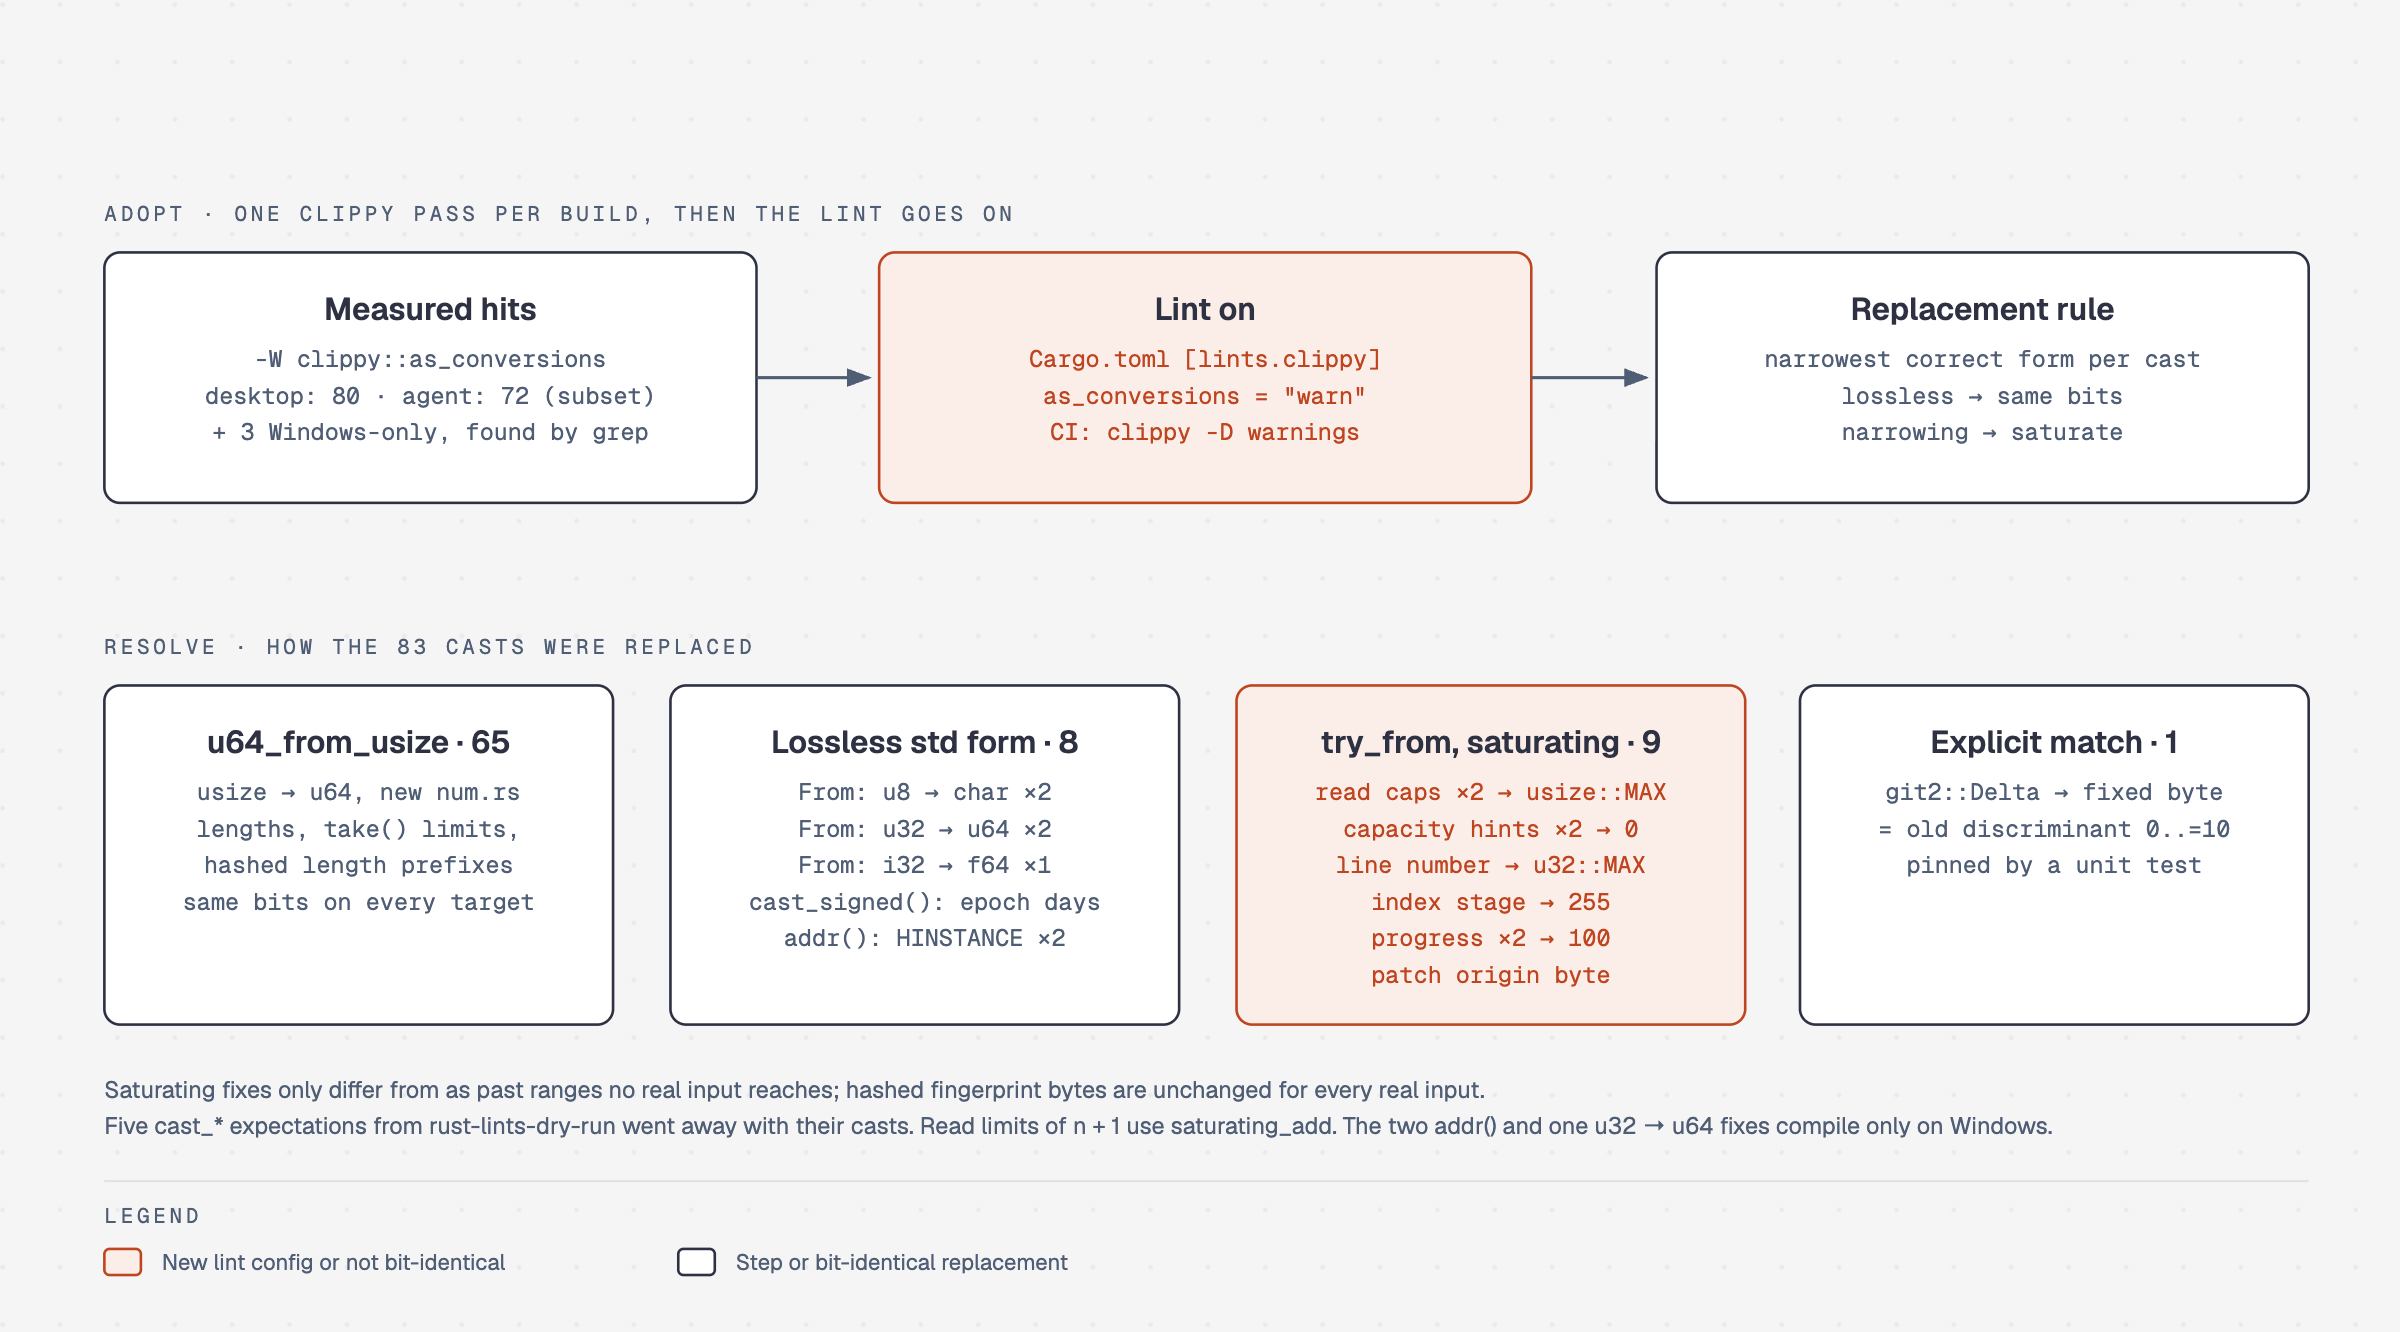 ADOPT · ONE CLIPPY PASS PER BUILD, THEN THE LINT GOES ON
Measured hits
-W clippy::as_conversions
desktop: 80 · agent: 72 (subset)
+ 3 Windows-only, found by grep
Lint on
Cargo.toml [lints.clippy]
as_conversions = "warn"
CI: clippy -D warnings
Replacement rule
narrowest correct form per cast
lossless → same bits
narrowing → saturate
RESOLVE · HOW THE 83 CASTS WERE REPLACED
u64_from_usize · 65
usize → u64, new num.rs
lengths, take() limits,
hashed length prefixes
same bits on every target
Lossless std form · 8
From: u8 → char ×2
From: u32 → u64 ×2
From: i32 → f64 ×1
cast_signed(): epoch days
addr(): HINSTANCE ×2
try_from, saturating · 9
read caps ×2 → usize::MAX
capacity hints ×2 → 0
line number → u32::MAX
index stage → 255
progress ×2 → 100
patch origin byte
Explicit match · 1
git2::Delta → fixed byte
= old discriminant 0..=10
pinned by a unit test
Saturating fixes only differ from as past ranges no real input reaches; hashed fingerprint bytes are unchanged for every real input.
Five cast_* expectations from rust-lints-dry-run went away with their casts. Read limits of n + 1 use saturating_add. The two addr() and one u32 → u64 fixes compile only on Windows.
LEGEND
New lint config or not bit-identical
Step or bit-identical replacement